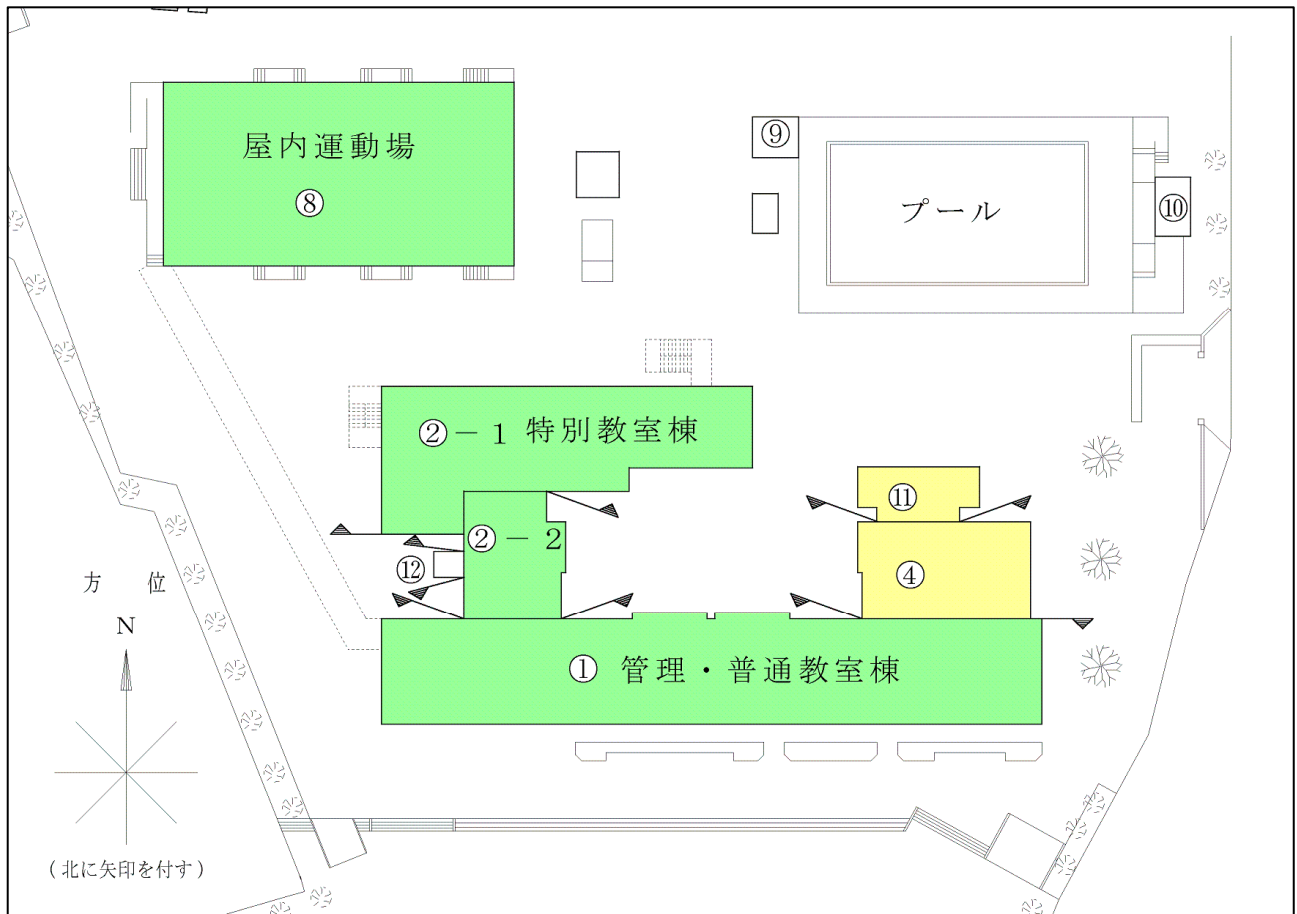 屋内運動場
⑧
⑨
プール
⑩
②－１ 特別教室棟
⑪
②－２
⑫
④
方 位
N
① 管理・普通教室棟
(北に矢印を付す)